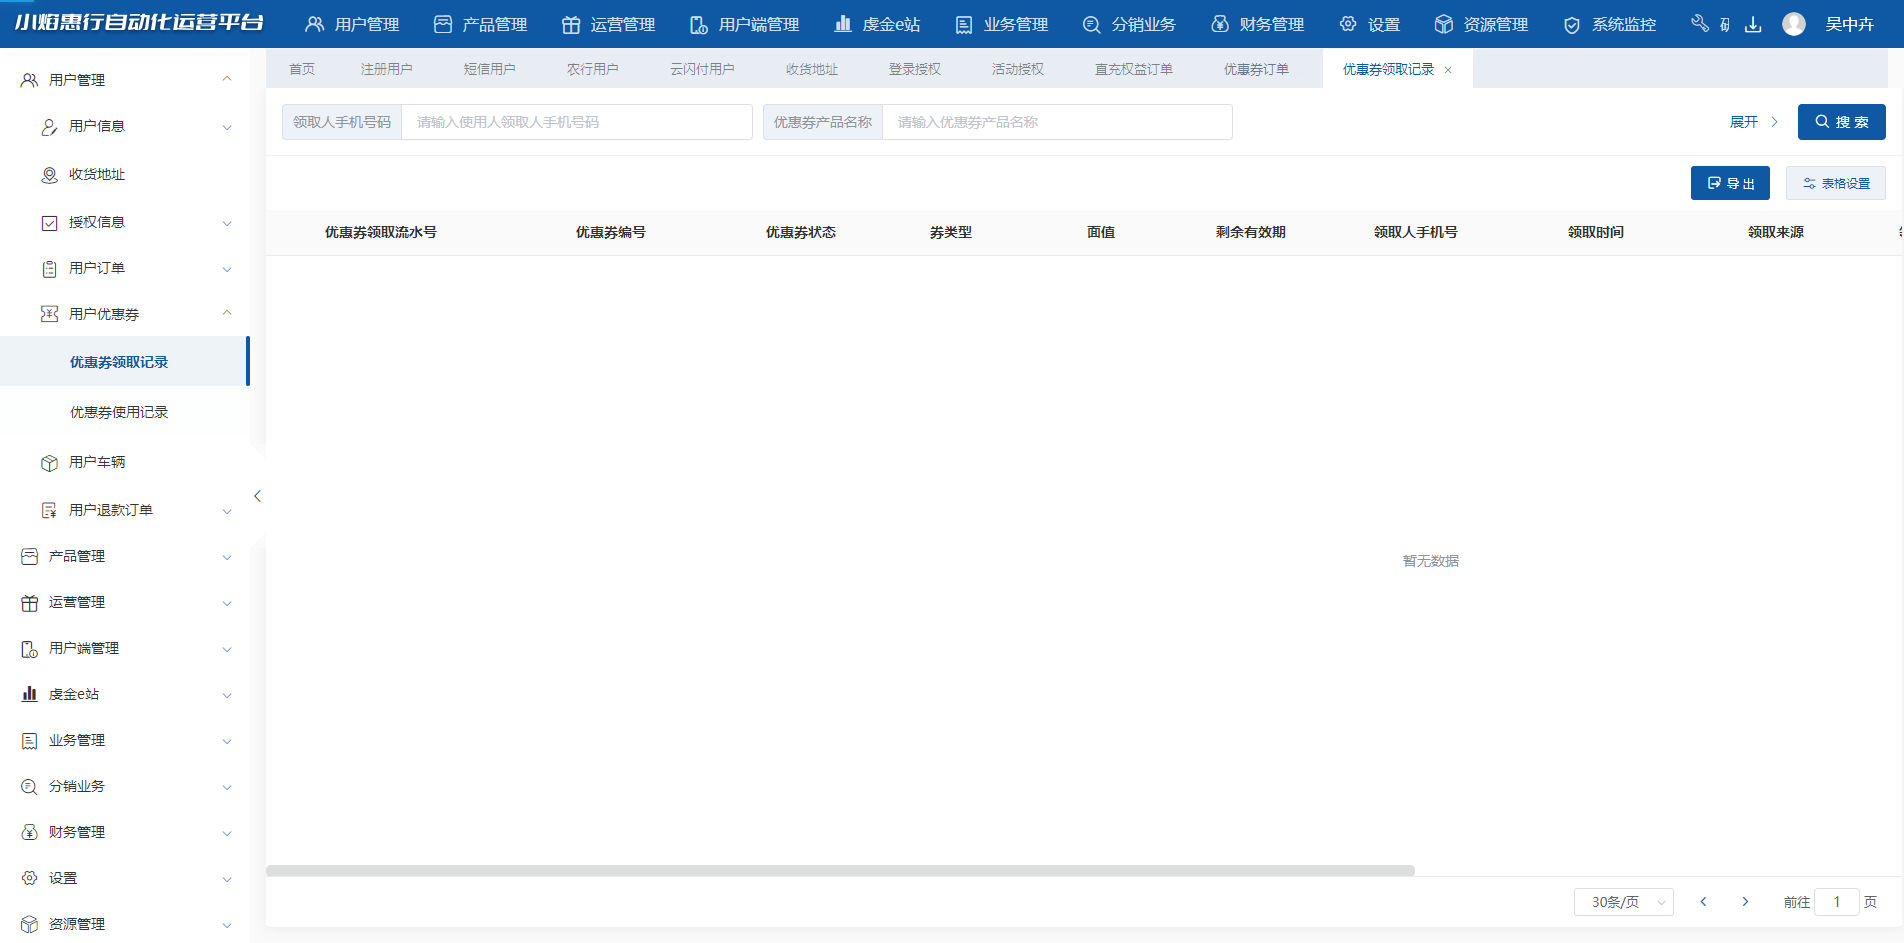 小焰惠行自动化运营平台
用户管理 产品管理 运营管理 用户端管理 虔金e站 业务管理 分销业务 财务管理 设置 资源管理 系统监控 吴中卉
首页 注册用户 短信用户 农行用户 云闪付用户 收货地址 登录授权 活动授权 直充权益订单 优惠券订单 优惠券领取记录
用户管理
用户信息
收货地址
授权信息
用户订单
用户优惠券
优惠券领取记录
优惠券使用记录
用户车辆
用户退款订单
产品管理
运营管理
用户端管理
虔金e站
业务管理
分销业务
财务管理
设置
资源管理
领取人手机号码 请输入使用人领取人手机号码 优惠券产品名称 请输入优惠券产品名称 展开 搜 索
导 出 表格设置
优惠券领取流水号 优惠券编号 优惠券状态 券类型 面值 剩余有效期 领取人手机号 领取时间 领取来源
暂无数据
30条/页 前往 1 页